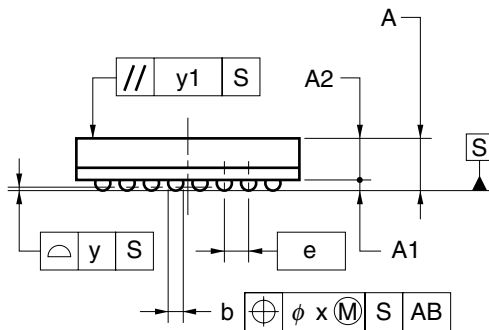 A
// y1 S
A2
S
⌓ y S
e
A1
b ⌖ ϕ x Ⓜ S AB